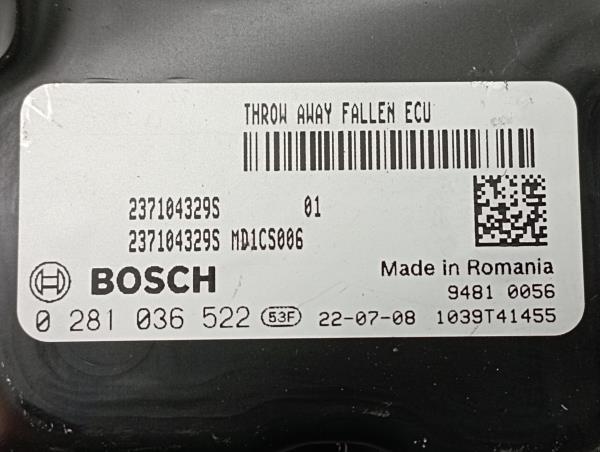 THROW AWAY FALLEN ECU
237104329S 01
237104329S MD1CS006
BOSCH
Made in Romania
9481 0056
0 281 036 522 53F 22-07-08 1039T41455